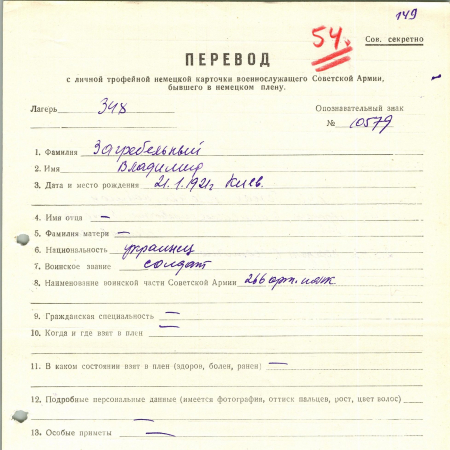 149
54.
Сов. секретно
ПЕРЕВОД
с личной трофейной немецкой карточки военнослужащего Советской Армии,
бывшего в немецком плену.
Лагерь 348
Опознавательный знак
№ 10579
1. Фамилия Загребельный
2. Имя Владимир
3. Дата и место рождения 21.1.1921г Киев.
4. Имя отца —
5. Фамилия матери —
6. Национальность украинец
7. Воинское звание солдат
8. Наименование воинской части Советской Армии 266 арт. полк
9. Гражданская специальность —
10. Когда и где взят в плен —
11. В каком состоянии взят в плен (здоров, болен, ранен) —
12. Подробные персональные данные (имеется фотография, оттиск пальцев, рост, цвет волос)
13. Особые приметы —